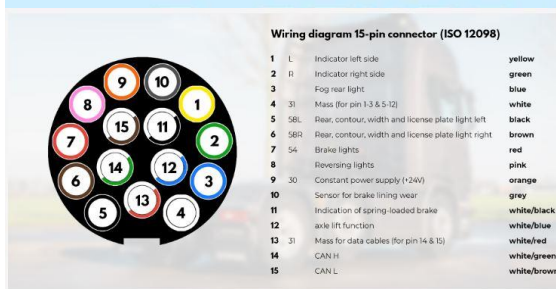 Wiring diagram 15-pin connector (ISO 12098)
1 L Indicator left side yellow
2 R Indicator right side green
3 Fog rear light blue
4 31 Mass (for pin 1-3 & 5-12) white
5 58L Rear, contour, width and license plate light left black
6 58R Rear, contour, width and license plate light right brown
7 54 Brake lights red
8 Reversing lights pink
9 30 Constant power supply (+24V) orange
10 Sensor for brake lining wear grey
11 Indication of spring-loaded brake white/black
12 axle lift function white/blue
13 31 Mass for data cables (for pin 14 & 15) white/red
14 CAN H white/green
15 CAN L white/brown
9 10
8 1
15 11
7 2
14 12
6 3
13
5 4